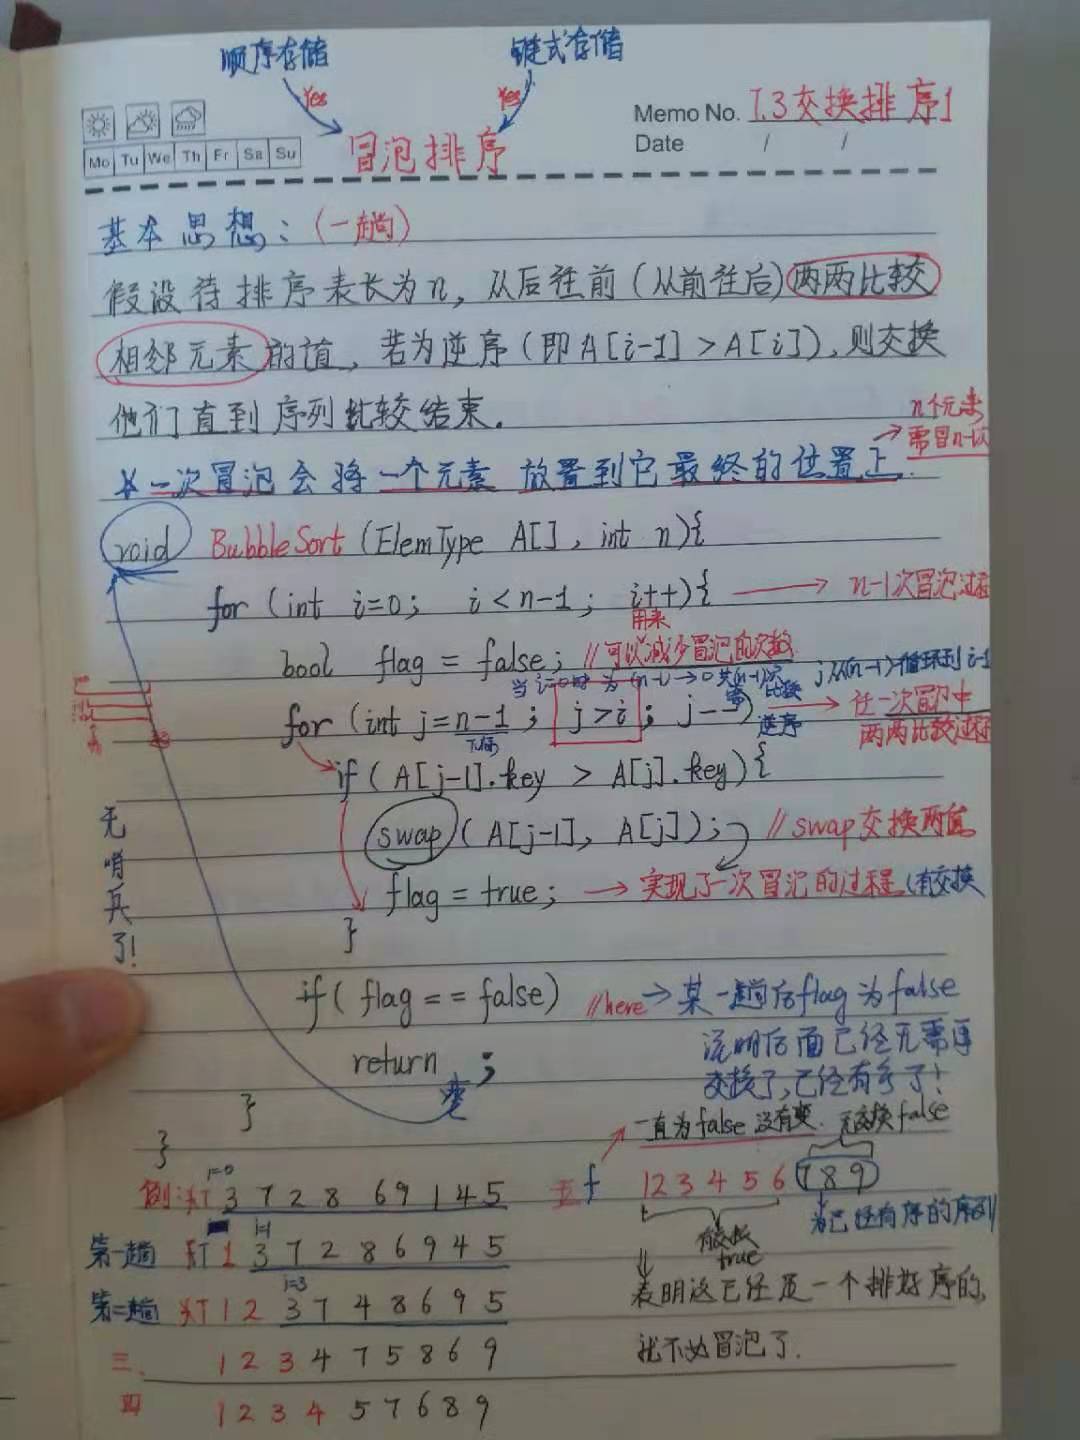 顺序存储 链式存储
Yes Yes
Memo No. 7.3交换排序1
Date / /
Mo Tu We Th Fr Sa Su
冒泡排序
基本思想：(一趟)
假设待排序表长为n，从后往前(从前往后)两两比较
相邻元素的值，若为逆序(即A[i-1]>A[i])，则交换
他们直到序列比较结束.
n个元素
需冒n-1次
一次冒泡会将一个元素 放置到它最终的位置上.
void BubbleSort (ElemType A[], int n){
for (int i=0; i<n-1; i++){ → n-1次冒泡过程
用来
bool flag = false; //可以减少冒泡的次数
当i=0时 为(n-1)→0共(n-1)次 比较 j从(n-1)循环到i-1
for (int j=n-1; j>i; j--) → 在一次冒泡中
下标 逆序 两两比较过程
if (A[j-1].key > A[j].key){
swap(A[j-1], A[j]); //swap交换两值
flag = true; → 实现了一次冒泡的过程(有交换
}
无哨兵了!
if( flag == false) //here → 某一趟后flag为false
说明后面已经无需再
return ; 交换了,已经有序了!
}
}
一直为false 没有变. 无交换false
i=0
例: 3 7 2 8 6 9 1 4 5
五 1 2 3 4 5 6 7 8 9
为已经有序的序列
i=1
第一趟 1 3 7 2 8 6 9 4 5
true
i=3
第二趟 1 2 3 7 4 8 6 9 5
表明这已经是一个排好序的,
三. 1 2 3 4 7 5 8 6 9
就不必冒泡了.
四 1 2 3 4 5 7 6 8 9